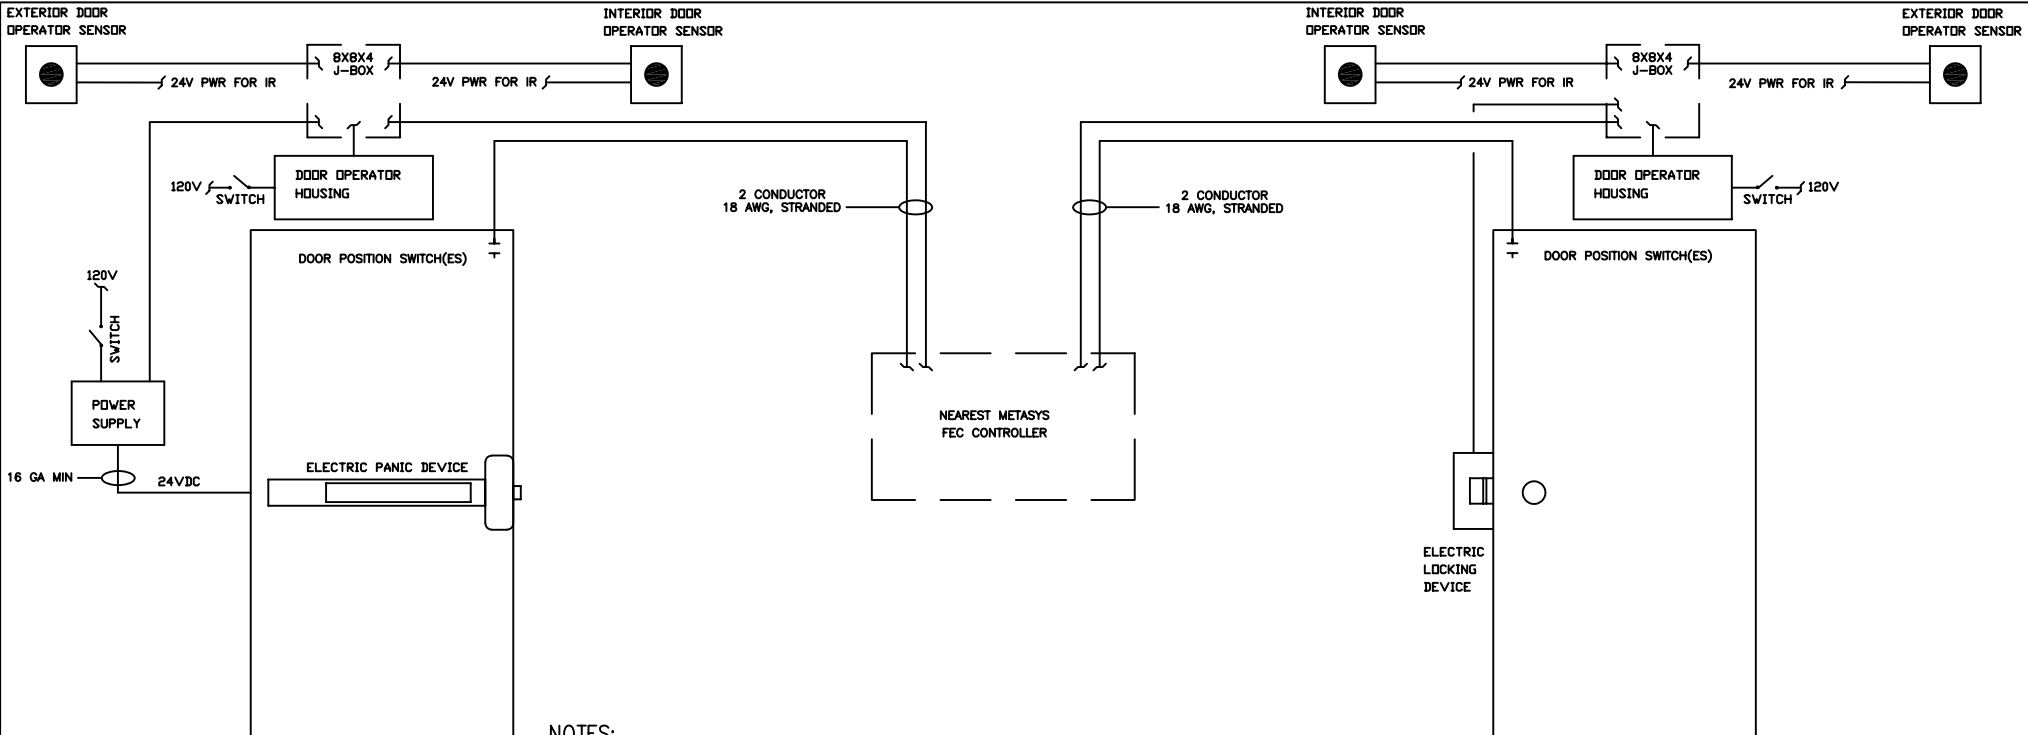 EXTERIOR DOOR
OPERATOR SENSOR
INTERIOR DOOR
OPERATOR SENSOR
INTERIOR DOOR
OPERATOR SENSOR
EXTERIOR DOOR
OPERATOR SENSOR
8X8X4
J-BOX
24V PWR FOR IR
24V PWR FOR IR
8X8X4
J-BOX
24V PWR FOR IR
24V PWR FOR IR
DOOR OPERATOR
HOUSING
120V
SWITCH
2 CONDUCTOR
18 AWG, STRANDED
2 CONDUCTOR
18 AWG, STRANDED
DOOR OPERATOR
HOUSING
SWITCH
120V
DOOR POSITION SWITCH(ES)
DOOR POSITION SWITCH(ES)
120V
SWITCH
POWER
SUPPLY
NEAREST METASYS
FEC CONTROLLER
16 GA MIN
24VDC
ELECTRIC PANIC DEVICE
ELECTRIC
LOCKING
DEVICE
NOTES: